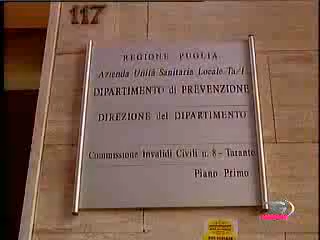 117
REGIONE PUGLIA
Azienda Unità Sanitaria Locale Ta/1
DIPARTIMENTO di PREVENZIONE
DIREZIONE del DIPARTIMENTO
Commissione Invalidi Civili n. 8 - Taranto
Piano Primo